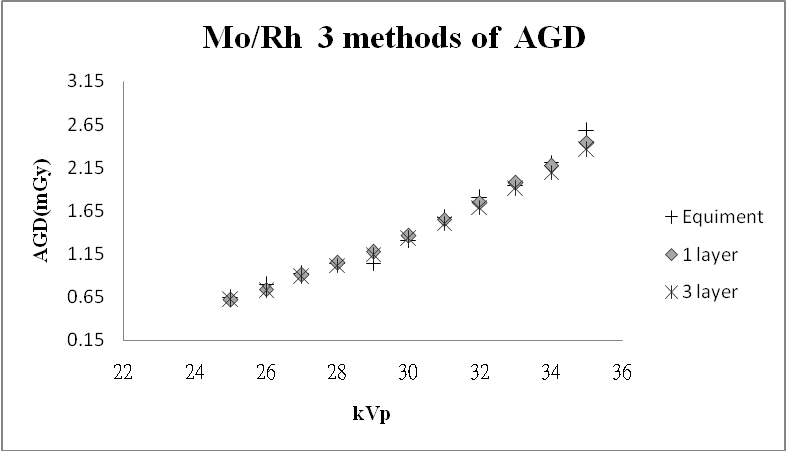 Mo/Rh 3 methods of AGD
3.15
2.65
2.15
1.65
1.15
0.65
0.15
AGD(mGy)
22 24 26 28 30 32 34 36
kVp
Equiment
1 layer
3 layer